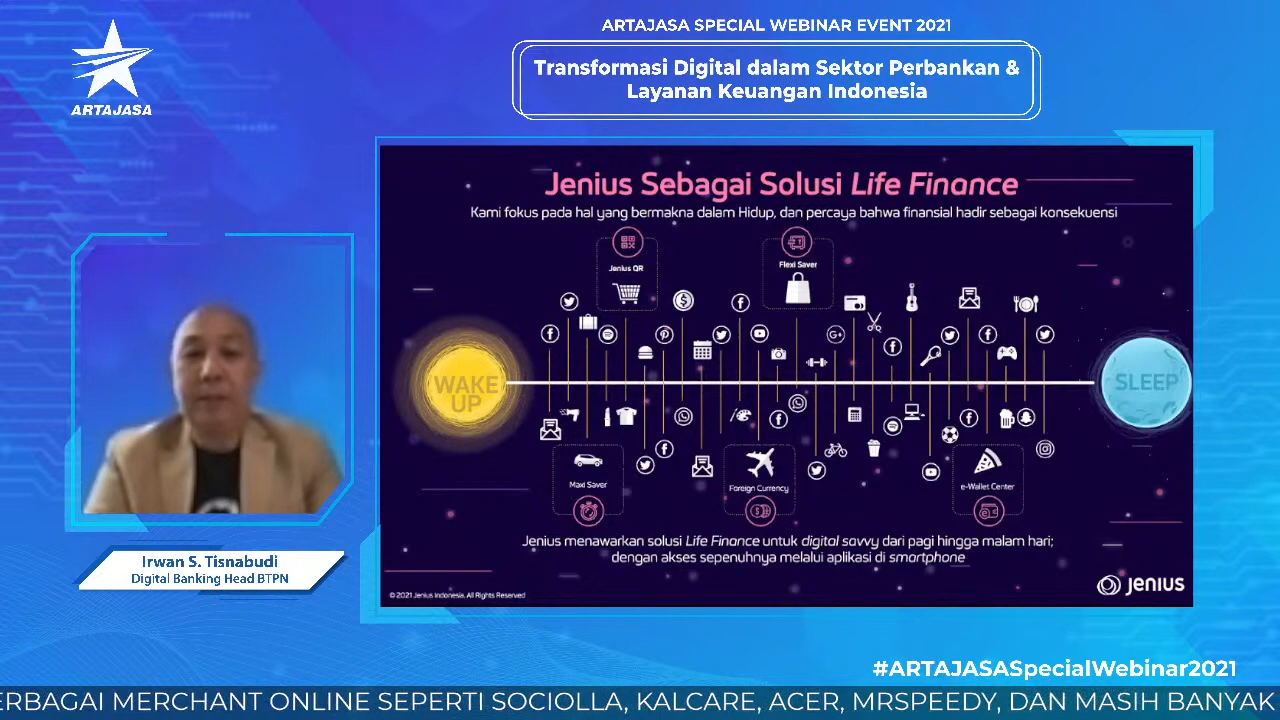 ARTAJASA SPECIAL WEBINAR EVENT 2021
Transformasi Digital dalam Sektor Perbankan &
Layanan Keuangan Indonesia
ARTAJASA
Jenius Sebagai Solusi Life Finance
Kami fokus pada hal yang bermakna dalam Hidup, dan percaya bahwa finansial hadir sebagai konsekuensi
Jenius QR
Flexi Saver
WAKE
UP
SLEEP
Maxi Saver
Foreign Currency
e-Wallet Center
Jenius menawarkan solusi Life Finance untuk digital savvy dari pagi hingga malam hari;
dengan akses sepenuhnya melalui aplikasi di smartphone
© 2021 Jenius Indonesia. All Rights Reserved
jenius
Irwan S. Tisnabudi
Digital Banking Head BTPN
#ARTAJASASpecialWebinar2021
ERBAGAI MERCHANT ONLINE SEPERTI SOCIOLLA, KALCARE, ACER, MRSPEEDY, DAN MASIH BANYAK